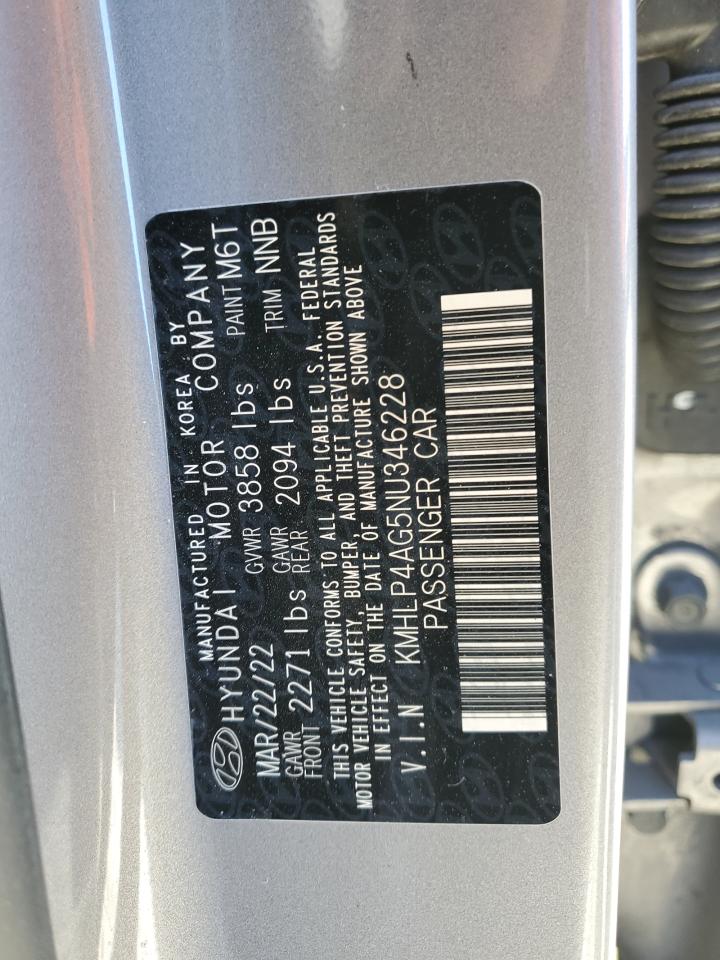 MANUFACTURED IN KOREA BY
HYUNDAI MOTOR COMPANY
MAR/22/22 GVWR 3858 lbs PAINT M6T
GAWR FRONT 2271 lbs GAWR REAR 2094 lbs TRIM NNB
THIS VEHICLE CONFORMS TO ALL APPLICABLE U.S.A. FEDERAL
MOTOR VEHICLE SAFETY, BUMPER, AND THEFT PREVENTION STANDARDS
IN EFFECT ON THE DATE OF MANUFACTURE SHOWN ABOVE
V.I.N KMHLP4AG5NU346228
PASSENGER CAR